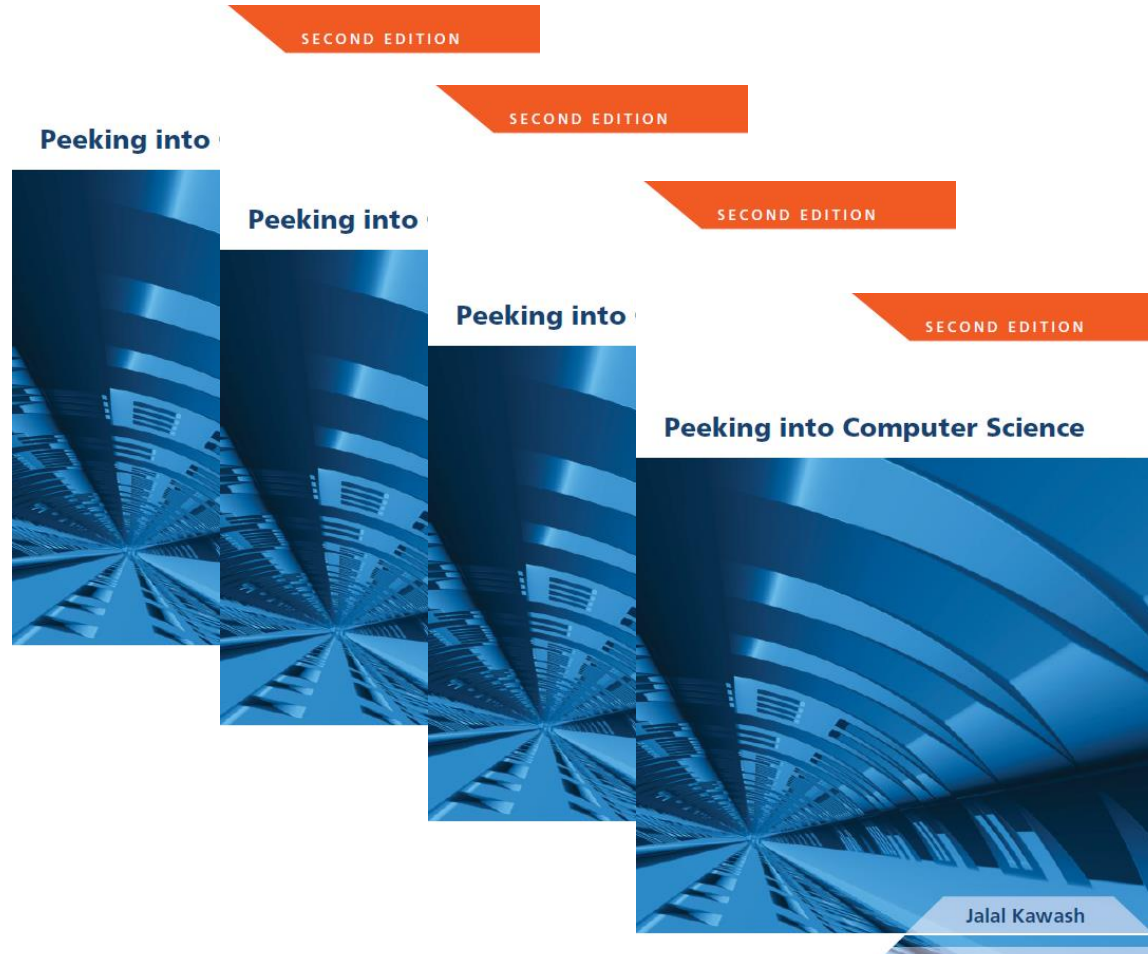 SECOND EDITION
Peeking into
SECOND EDITION
Peeking into
SECOND EDITION
Peeking into
SECOND EDITION
Peeking into Computer Science
Jalal Kawash